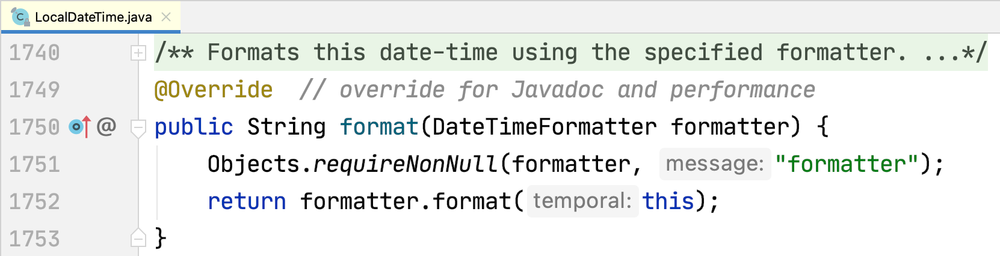 LocalDateTime.java
1740 /** Formats this date-time using the specified formatter. ...*/
1749 @Override // override for Javadoc and performance
1750 @ public String format(DateTimeFormatter formatter) {
1751 Objects.requireNonNull(formatter, message: "formatter");
1752 return formatter.format( temporal: this);
1753 }